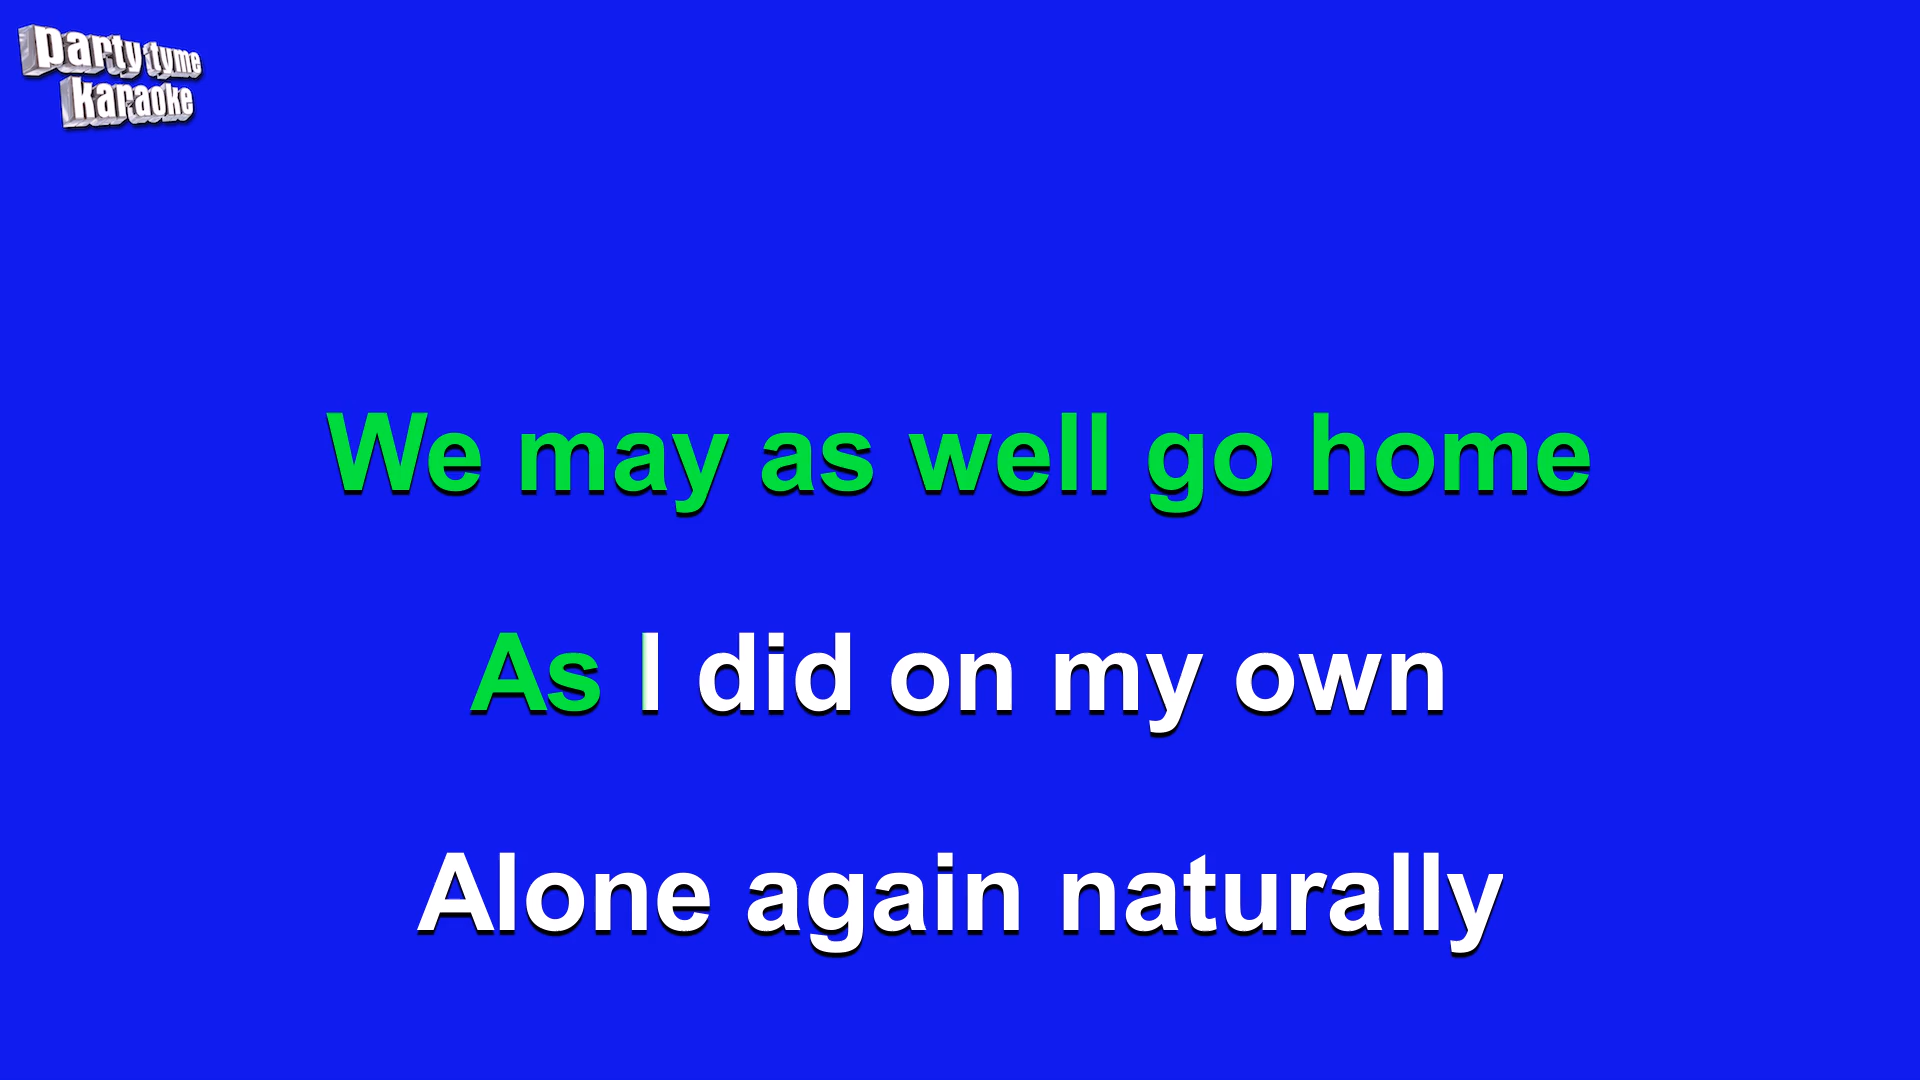 party tyme
karaoke
We may as well go home
As I did on my own
Alone again naturally